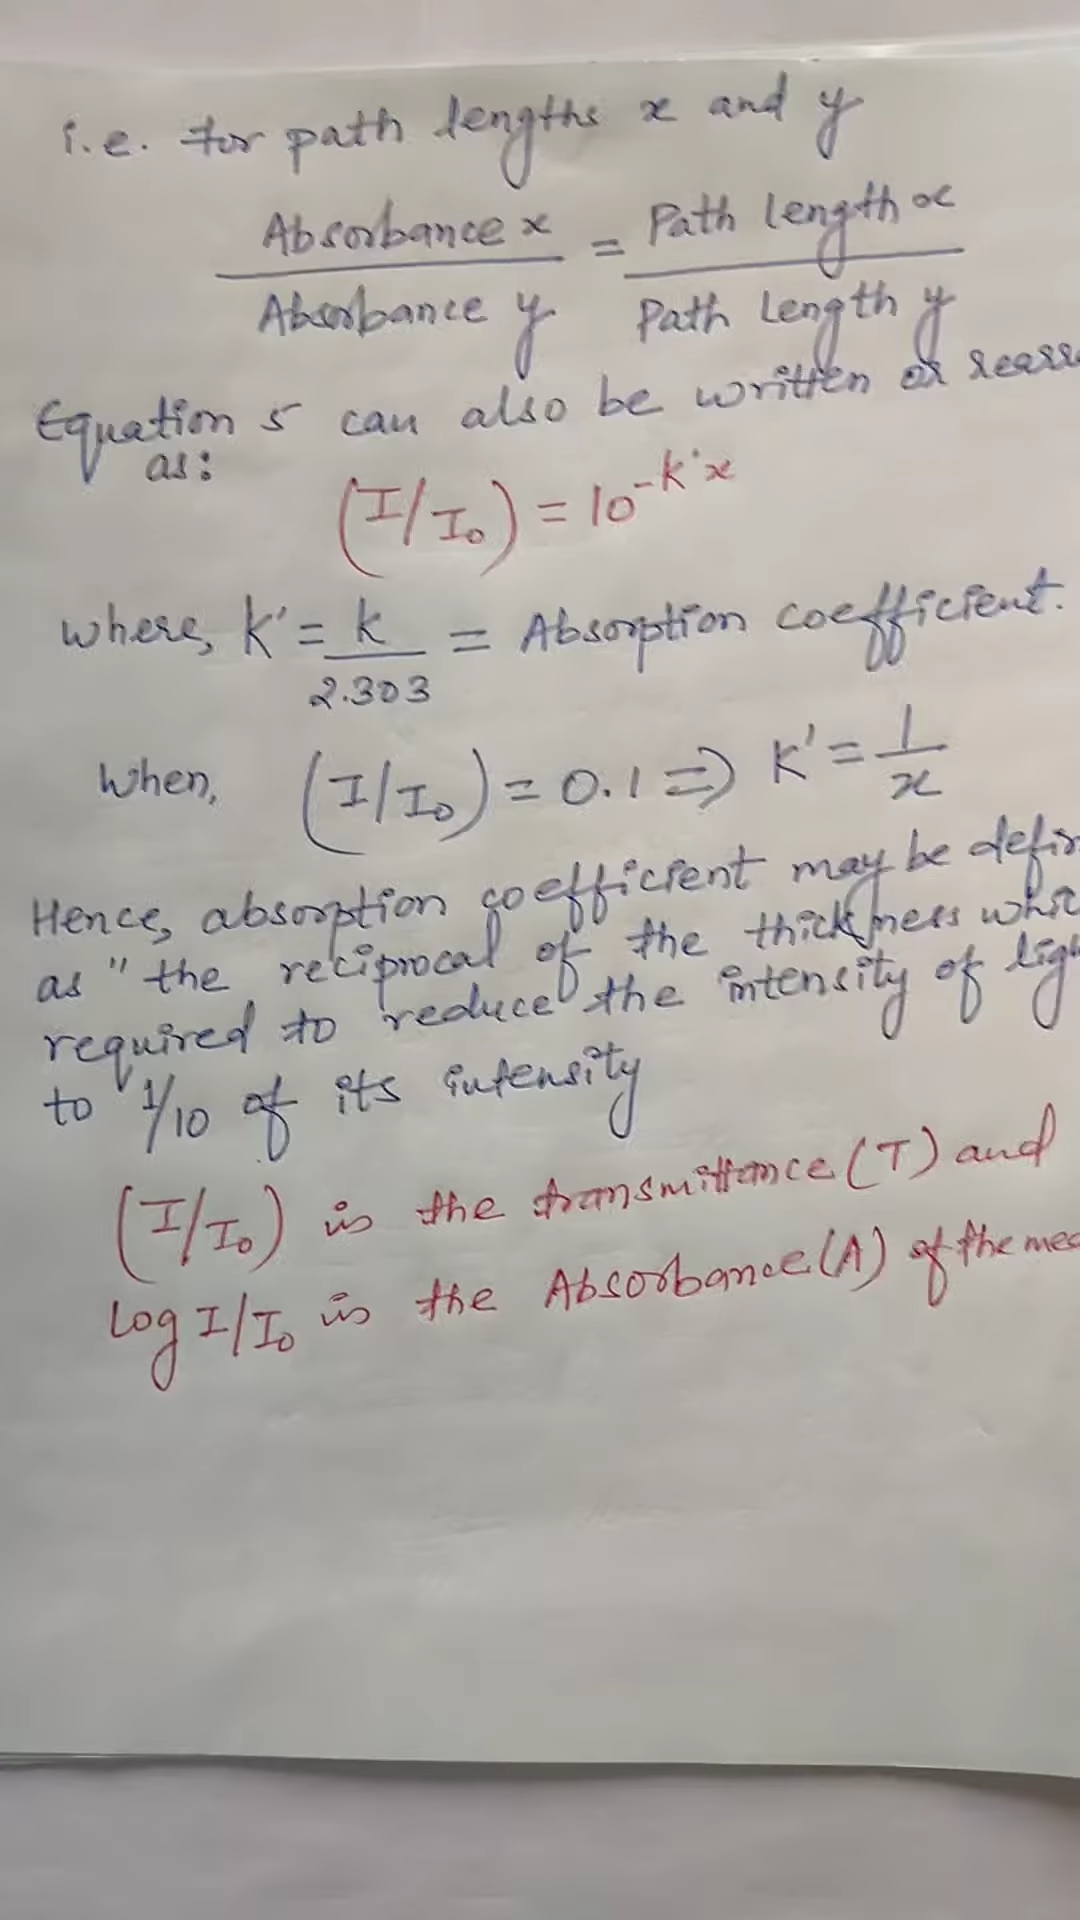 i.e. for path lengths x and y
Absorbance x / Absorbance y = Path length x / Path Length y
Equation 5 can also be written or rearr
as:
(I/I₀) = 10^-k'x
where, K' = k/2.303 = Absorption coefficient.
When, (I/I₀) = 0.1 ⇒ K' = 1/x
Hence, absorption coefficient may be defin
as "the reciprocal of the thickness whic
required to reduce the intensity of lig
to 1/10 of its intensity
(I/I₀) is the transmittance (T) and
Log I/I₀ is the Absorbance (A) of the med